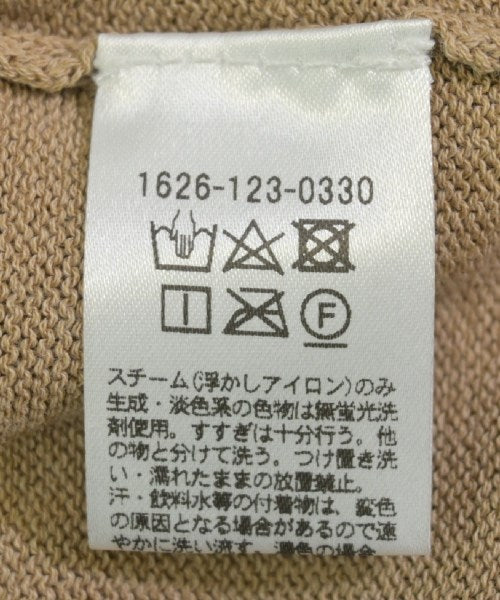 1626-123-0330
F
スチーム(浮かしアイロン)のみ
生成・淡色系の色物は無蛍光洗
剤使用。すすぎは十分行う。他
の物と分けて洗う。つけ置き洗
い・濡れたままの放置禁止。
汗・飲料水等の付着物は、変色
の原因となる場合があるので速
やかに洗い流す。濃色の場合